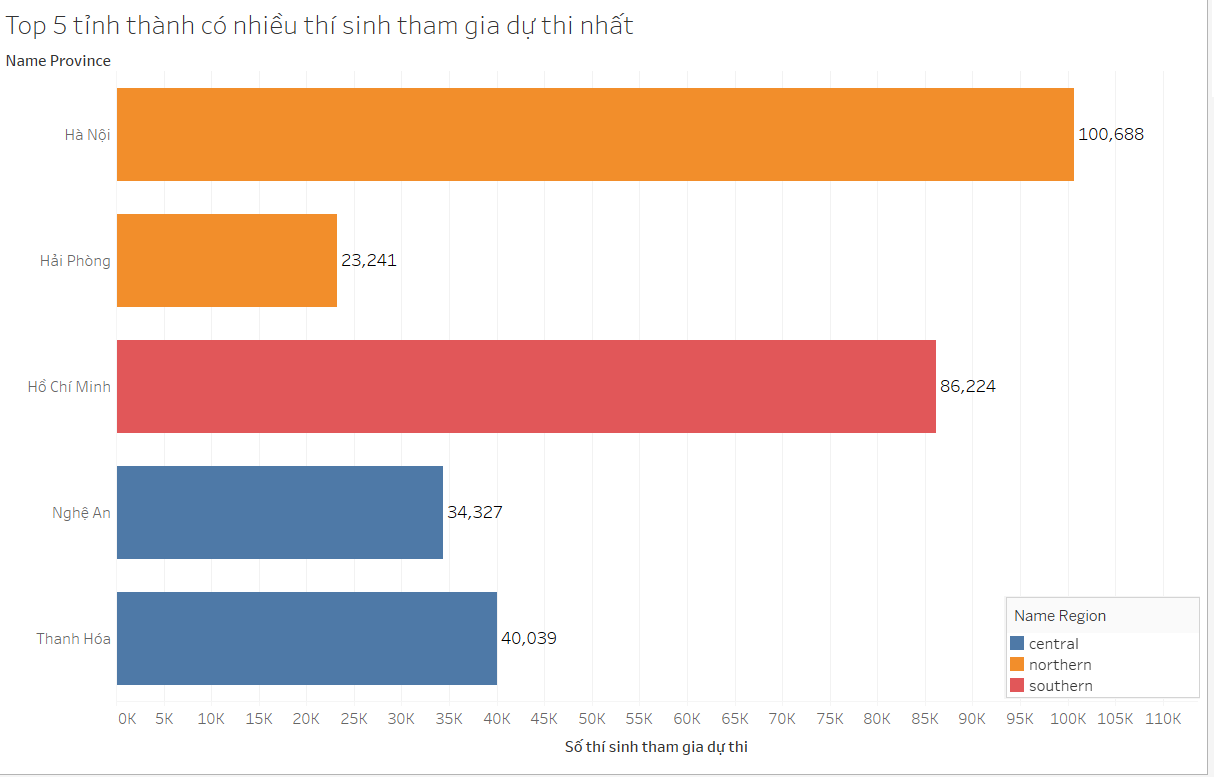 Top 5 tỉnh thành có nhiều thí sinh tham gia dự thi nhất
Name Province
Hà Nội 100,688
Hải Phòng 23,241
Hồ Chí Minh 86,224
Nghệ An 34,327
Thanh Hóa 40,039
Name Region
central
northern
southern
0K 5K 10K 15K 20K 25K 30K 35K 40K 45K 50K 55K 60K 65K 70K 75K 80K 85K 90K 95K 100K 105K 110K
Số thí sinh tham gia dự thi